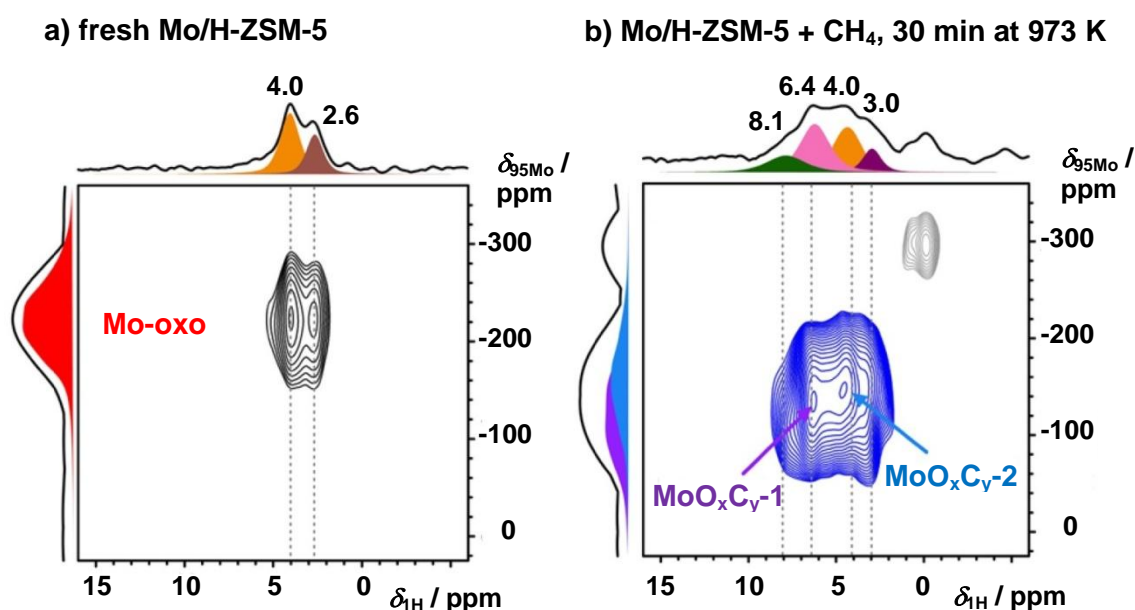 a) fresh Mo/H-ZSM-5
4.0
2.6
δ95Mo /
ppm
-300
-200
-100
0
Mo-oxo
15 10 5 0
δ1H / ppm
b) Mo/H-ZSM-5 + CH4, 30 min at 973 K
6.4 4.0
8.1 3.0
δ95Mo /
ppm
-300
-200
-100
0
MoOxCy-1
MoOxCy-2
15 10 5 0
δ1H / ppm